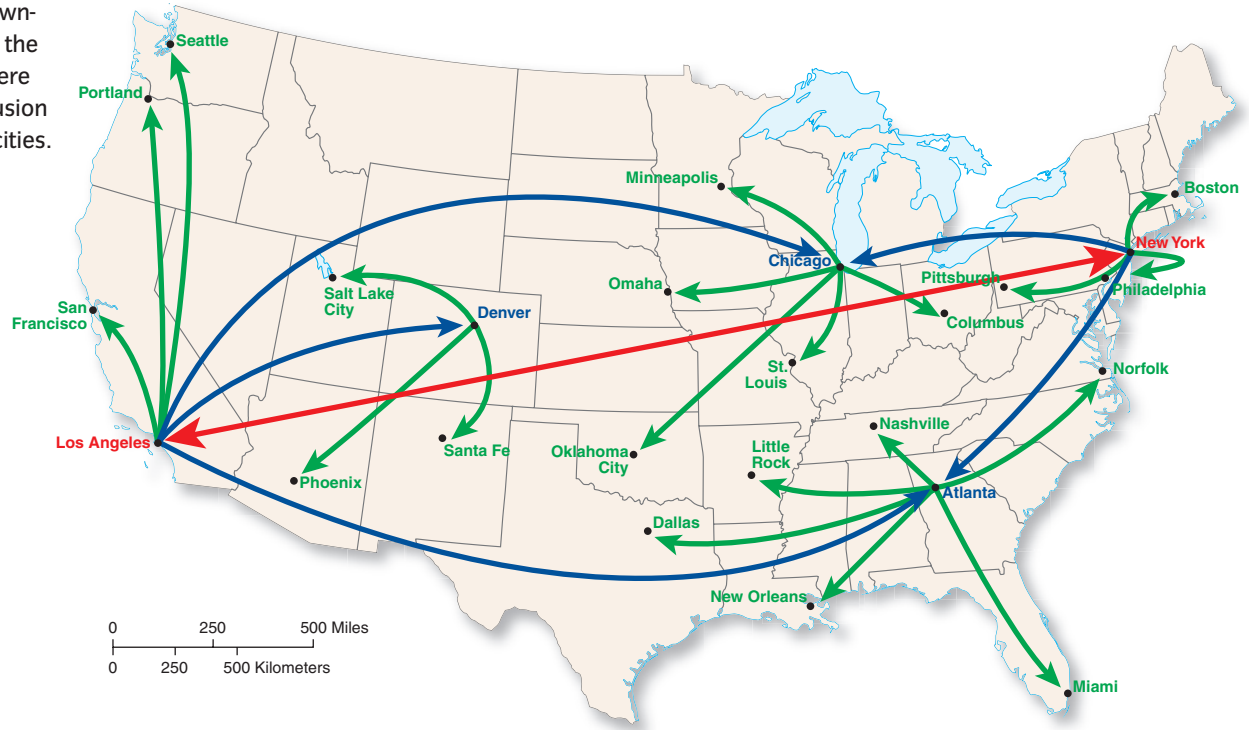 wn-
the
ere
usion
cities.
Seattle
Portland
Minneapolis
Boston
New York
Chicago
Pittsburgh
Philadelphia
Omaha
Salt Lake
City
San
Francisco
Denver
Columbus
St.
Louis
Norfolk
Los Angeles
Santa Fe
Oklahoma
City
Little
Rock
Nashville
Phoenix
Atlanta
Dallas
New Orleans
Miami
0 250 500 Miles
0 250 500 Kilometers